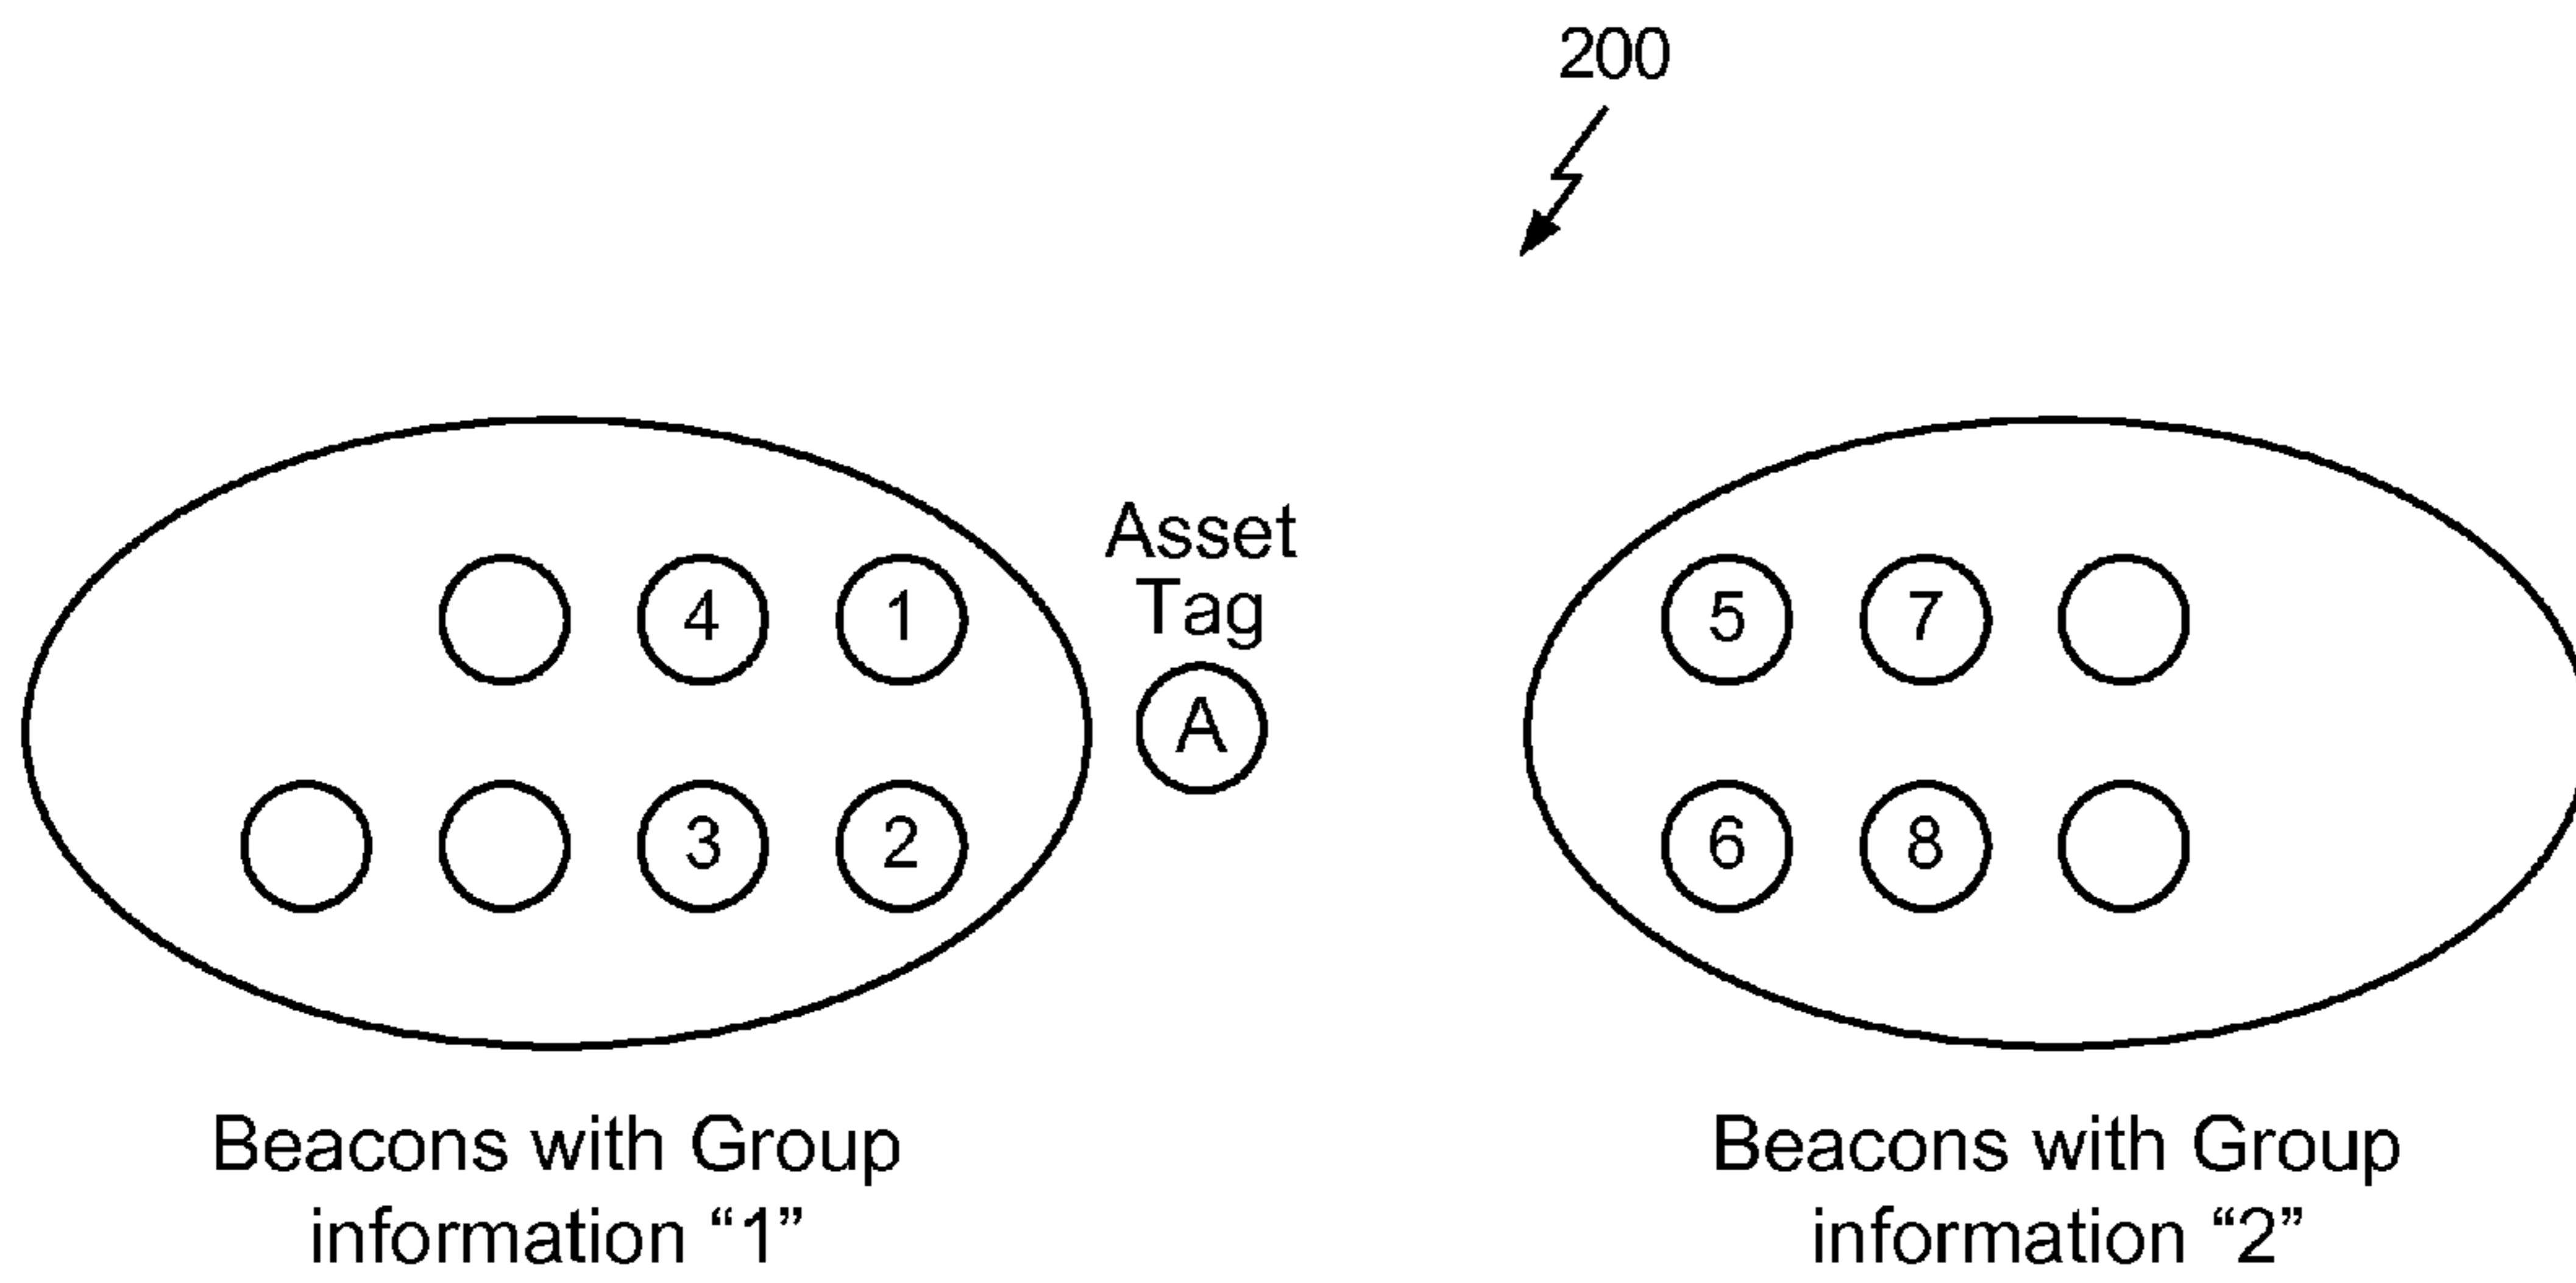 200
Asset
Tag
A
4 1
3 2
5 7
6 8
Beacons with Group
information “1”
Beacons with Group
information “2”